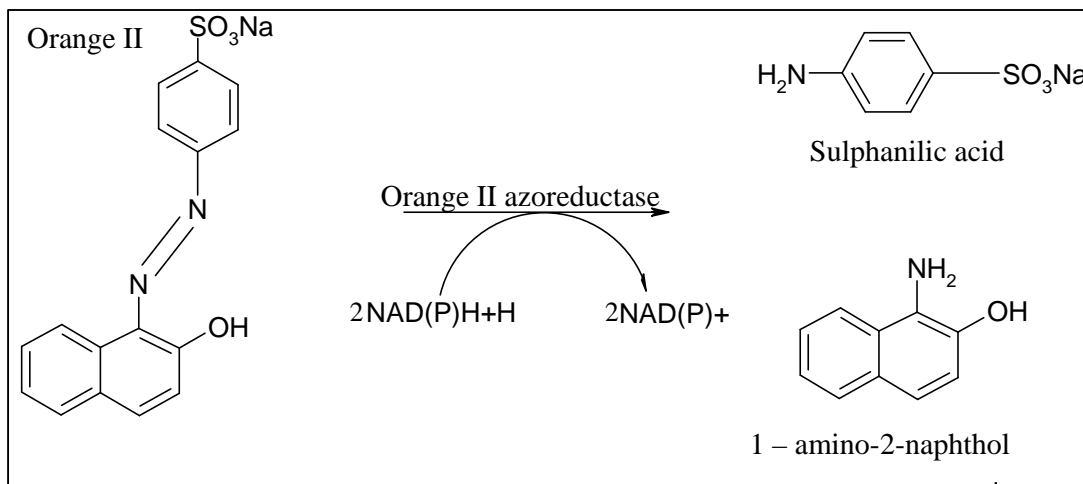 Orange II
SO3Na
N
N
OH
Orange II azoreductase
2NAD(P)H+H
2NAD(P)+
H2N
SO3Na
Sulphanilic acid
NH2
OH
1 – amino-2-naphthol